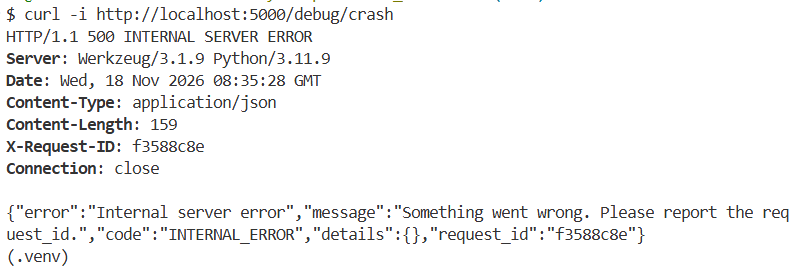 $ curl -i http://localhost:5000/debug/crash
HTTP/1.1 500 INTERNAL SERVER ERROR
Server: Werkzeug/3.1.9 Python/3.11.9
Date: Wed, 18 Nov 2026 08:35:28 GMT
Content-Type: application/json
Content-Length: 159
X-Request-ID: f3588c8e
Connection: close

{"error":"Internal server error","message":"Something went wrong. Please report the req
uest_id.","code":"INTERNAL_ERROR","details":{},"request_id":"f3588c8e"}
(.venv)